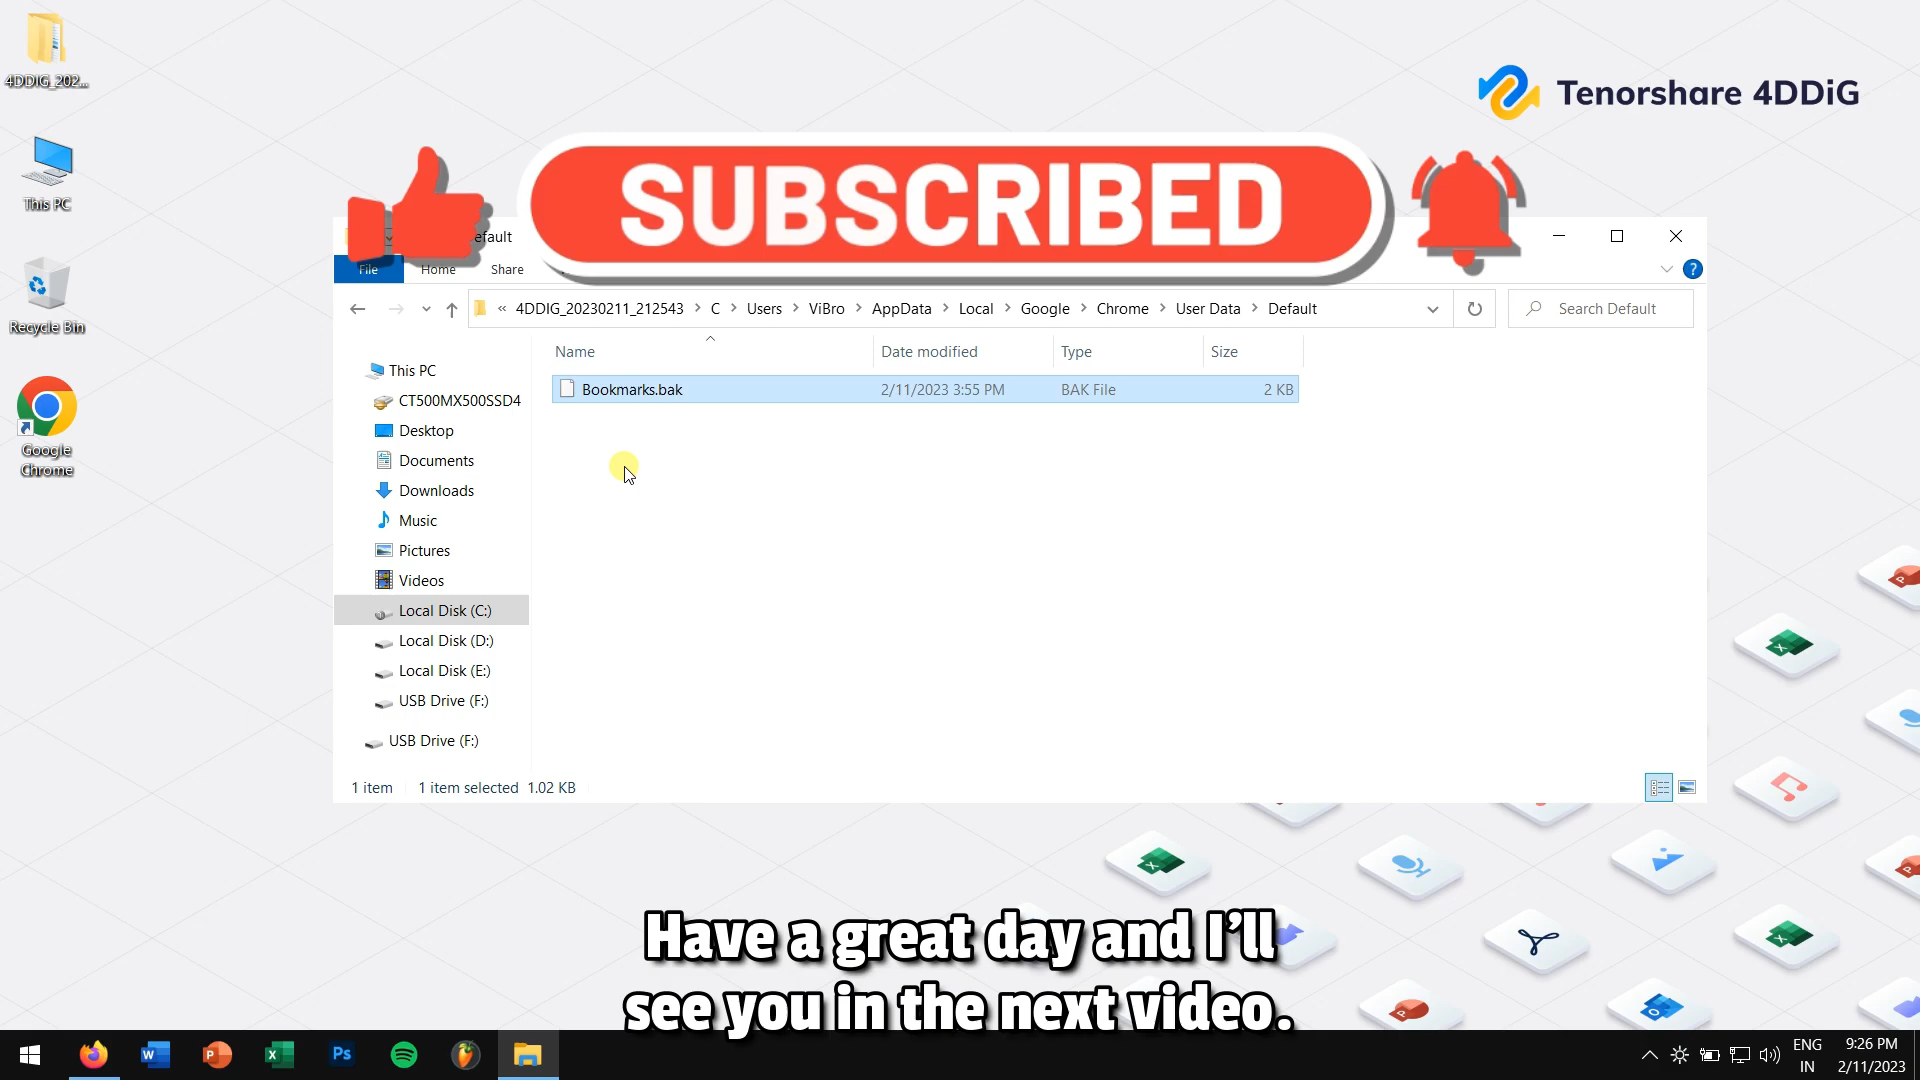 4DDIG_202...
This PC
Recycle Bin
Google
Chrome
Tenorshare 4DDiG
SUBSCRIBED
efault
File
Home
Share
?
« 4DDIG_20230211_212543 > C > Users > ViBro > AppData > Local > Google > Chrome > User Data > Default
Search Default
Name
Date modified
Type
Size
Bookmarks.bak
2/11/2023 3:55 PM
BAK File
2 KB
This PC
CT500MX500SSD4
Desktop
Documents
Downloads
Music
Pictures
Videos
Local Disk (C:)
Local Disk (D:)
Local Disk (E:)
USB Drive (F:)
USB Drive (F:)
1 item
1 item selected 1.02 KB
Have a great day and I'll
see you in the next video.
W
P
X
Ps
ENG
IN
9:26 PM
2/11/2023